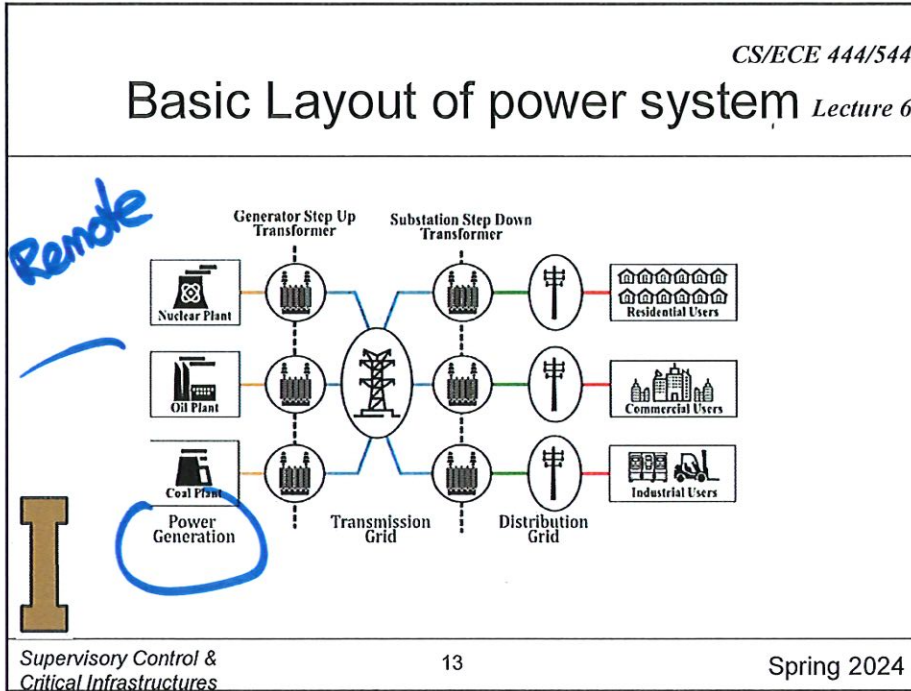 CS/ECE 444/544
Basic Layout of power system Lecture 6
Remote
Generator Step Up
Transformer
Substation Step Down
Transformer
Nuclear Plant
Residential Users
Oil Plant
Commercial Users
Coal Plant
Industrial Users
Power
Generation
Transmission
Grid
Distribution
Grid
I
Supervisory Control &
Critical Infrastructures
13
Spring 2024